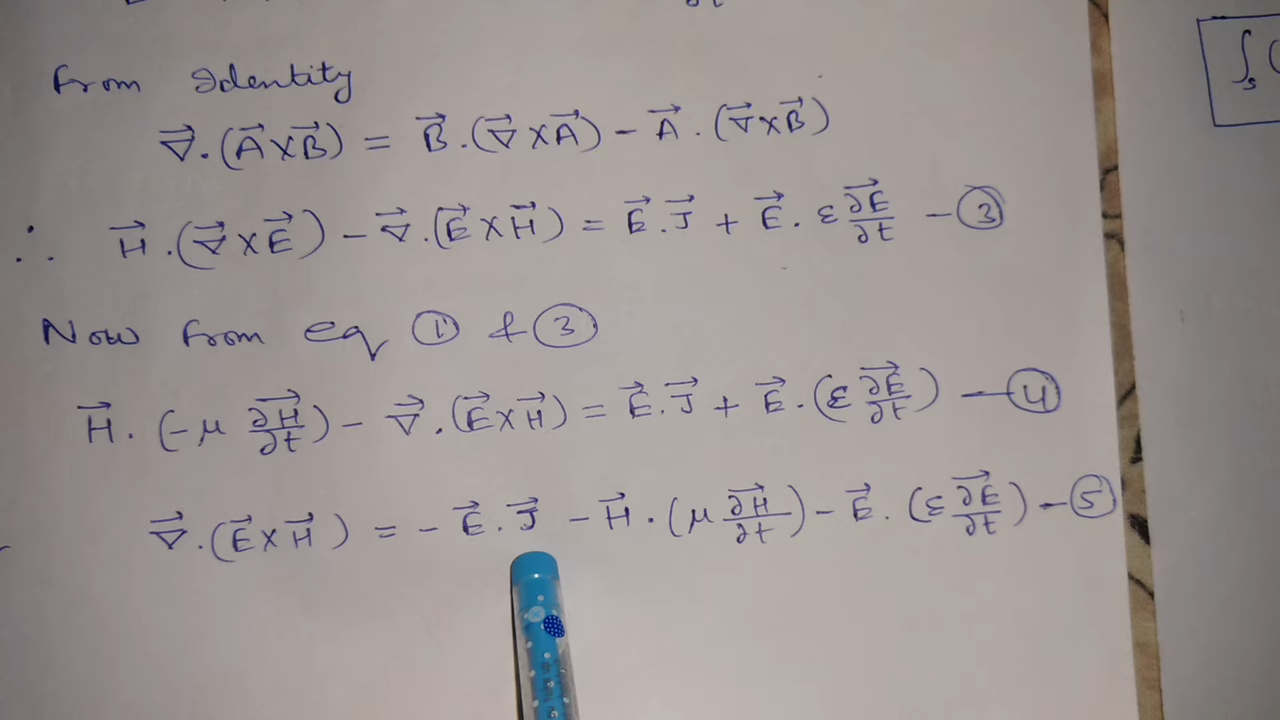 From Identity
∇⃗.(A⃗×B⃗) = B⃗.(∇⃗×A⃗) − A⃗.(∇⃗×B⃗)
∴ H⃗.(∇⃗×E⃗) − ∇⃗.(E⃗×H⃗) = E⃗.J⃗ + E⃗.ε ∂E⃗/∂t − ③
Now from eq ① & ③
H⃗.(−μ ∂H⃗/∂t) − ∇⃗.(E⃗×H⃗) = E⃗.J⃗ + E⃗.(ε ∂E⃗/∂t) − ④
∇⃗.(E⃗×H⃗) = − E⃗.J⃗ − H⃗.(μ ∂H⃗/∂t) − E⃗.(ε ∂E⃗/∂t) − ⑤
∫s (